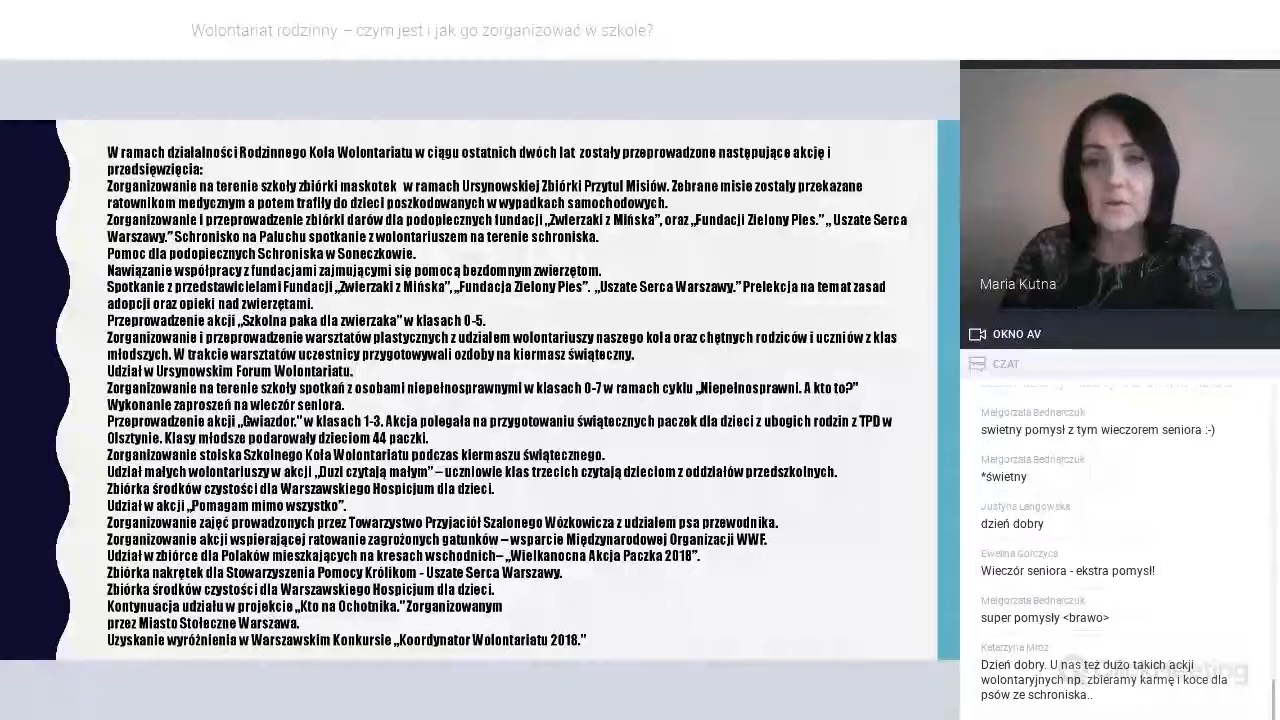 Wolontariat rodzinny – czym jest i jak go zorganizować w szkole?
W ramach działalności Rodzinnego Koła Wolontariatu w ciągu ostatnich dwóch lat zostały przeprowadzone następujące akcję i
przedsięwzięcia:
Zorganizowanie na terenie szkoły zbiórki maskotek w ramach Ursynowskiej Zbiórki Przytul Misiów. Zebrane misie zostały przekazane
ratownikom medycznym a potem trafiły do dzieci poszkodowanych w wypadkach samochodowych.
Zorganizowanie i przeprowadzenie zbiórki darów dla podopiecznych fundacji „Zwierzaki z Mińska”, oraz „Fundacji Zielony Pies.” „ Uszate Serca
Warszawy.” Schronisko na Paluchu spotkanie z wolontariuszem na terenie schroniska.
Pomoc dla podopiecznych Schroniska w Soneczkowie.
Nawiązanie współpracy z fundacjami zajmującymi się pomocą bezdomnym zwierzętom.
Spotkanie z przedstawicielami Fundacji „Zwierzaki z Mińska”, „Fundacja Zielony Pies”. „Uszate Serca Warszawy.” Prelekcja na temat zasad
adopcji oraz opieki nad zwierzętami.
Przeprowadzenie akcji „Szkolna paka dla zwierzaka” w klasach 0-5.
Zorganizowanie i przeprowadzenie warsztatów plastycznych z udziałem wolontariuszy naszego koła oraz chętnych rodziców i uczniów z klas
młodszych. W trakcie warsztatów uczestnicy przygotowywali ozdoby na kiermasz świąteczny.
Udział w Ursynowskim Forum Wolontariatu.
Zorganizowanie na terenie szkoły spotkań z osobami niepełnosprawnymi w klasach 0-7 w ramach cyklu „Niepełnosprawni. A kto to?”
Wykonanie zaproszeń na wieczór seniora.
Przeprowadzenie akcji „Gwiazdor.” w klasach 1-3. Akcja polegała na przygotowaniu świątecznych paczek dla dzieci z ubogich rodzin z TPD w
Olsztynie. Klasy młodsze podarowały dzieciom 44 paczki.
Zorganizowanie stoiska Szkolnego Koła Wolontariatu podczas kiermaszu świątecznego.
Udział małych wolontariuszy w akcji „Duzi czytają małym” – uczniowie klas trzecich czytają dzieciom z oddziałów przedszkolnych.
Zbiórka środków czystości dla Warszawskiego Hospicjum dla dzieci.
Udział w akcji „Pomagam mimo wszystko”.
Zorganizowanie zajęć prowadzonych przez Towarzystwo Przyjaciół Szalonego Wózkowicza z udziałem psa przewodnika.
Zorganizowanie akcji wspierającej ratowanie zagrożonych gatunków – wsparcie Międzynarodowej Organizacji WWF.
Udział w zbiórce dla Polaków mieszkających na kresach wschodnich– „Wielkanocna Akcja Paczka 2018”.
Zbiórka nakrętek dla Stowarzyszenia Pomocy Królikom - Uszate Serca Warszawy.
Zbiórka środków czystości dla Warszawskiego Hospicjum dla dzieci.
Kontynuacja udziału w projekcie „Kto na Ochotnika.” Zorganizowanym
przez Miasto Stołeczne Warszawa.
Uzyskanie wyróżnienia w Warszawskim Konkursie „Koordynator Wolontariatu 2018.”
Maria Kutna
OKNO AV
CZAT
Małgorzata Bednarczuk
swietny pomysł z tym wieczorem seniora :-)
Małgorzata Bednarczuk
*świetny
Justyna Langowska
dzień dobry
Ewelina Gorczyca
Wieczór seniora - ekstra pomysł!
Małgorzata Bednarczuk
super pomysły <brawo>
Katarzyna Mróz
Dzień dobry. U nas też dużo takich ackji
wolontaryjnych np. zbieramy karmę i koce dla
psów ze schroniska..